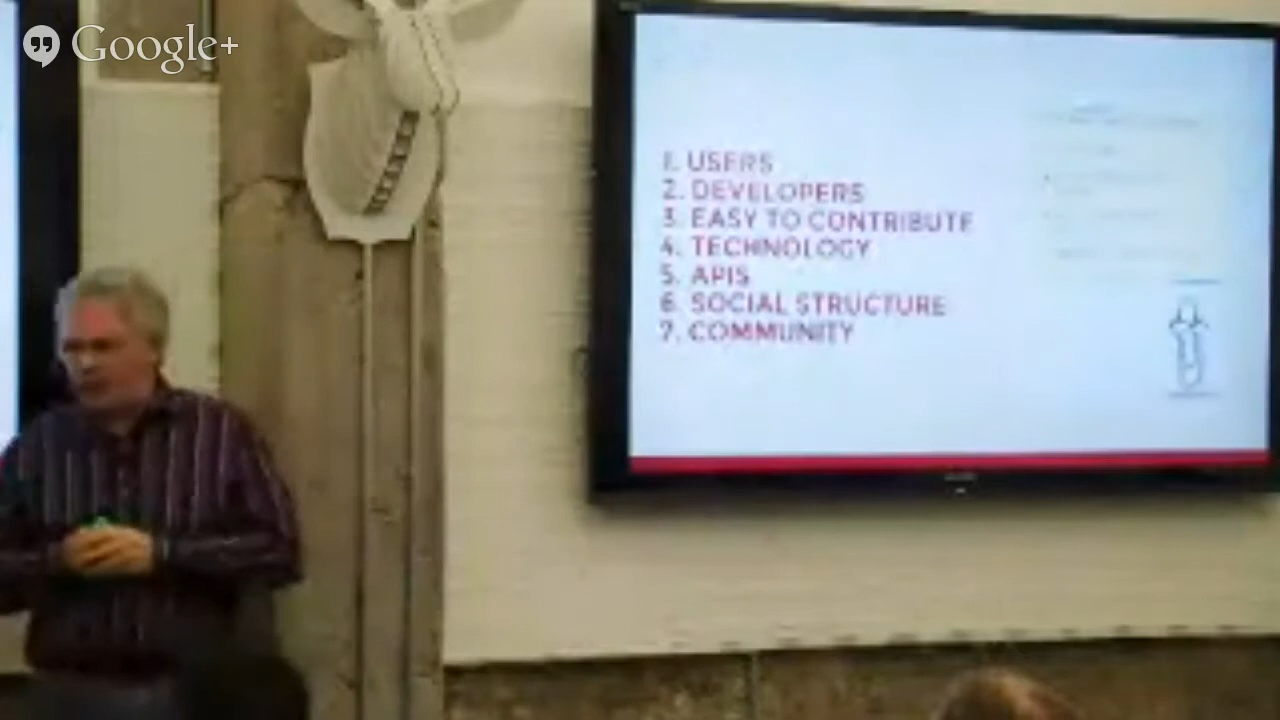 Google+
1. USERS
2. DEVELOPERS
3. EASY TO CONTRIBUTE
4. TECHNOLOGY
5. APIS
6. SOCIAL STRUCTURE
7. COMMUNITY